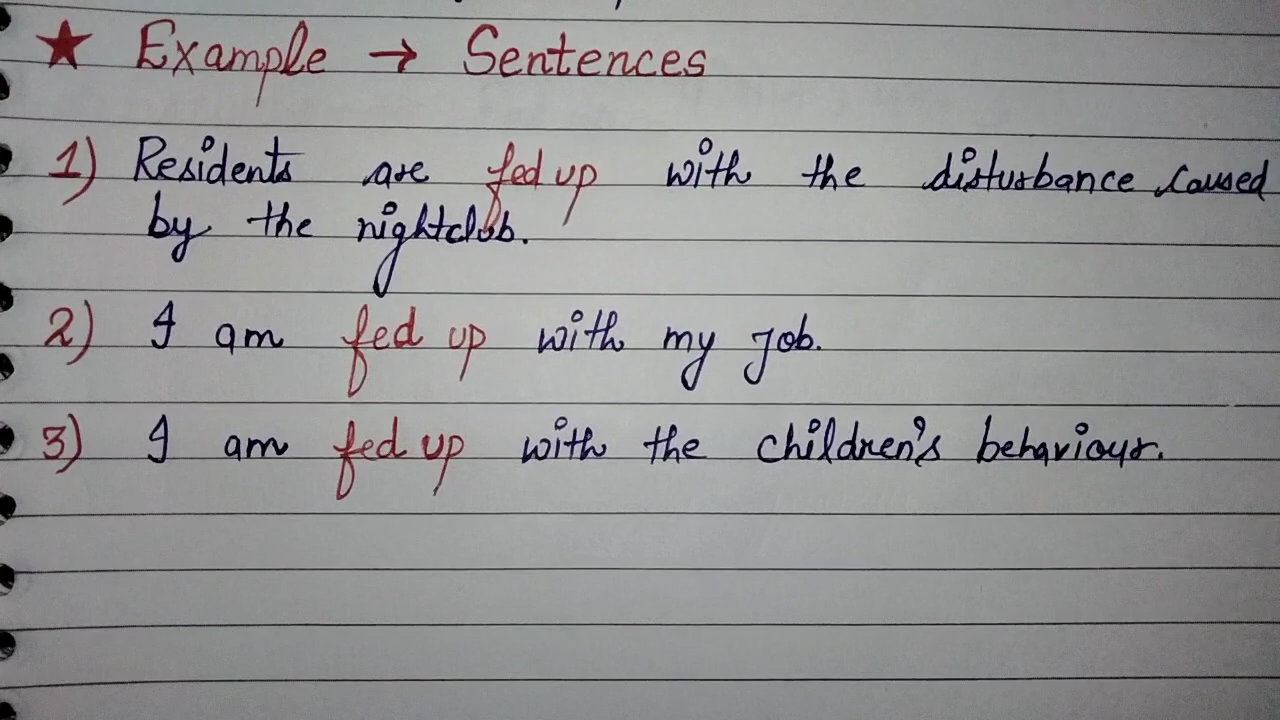 ★ Example → Sentences
1) Residents are fed up with the disturbance caused
by the nightclub.
2) I am fed up with my job.
3) I am fed up with the children's behaviour.